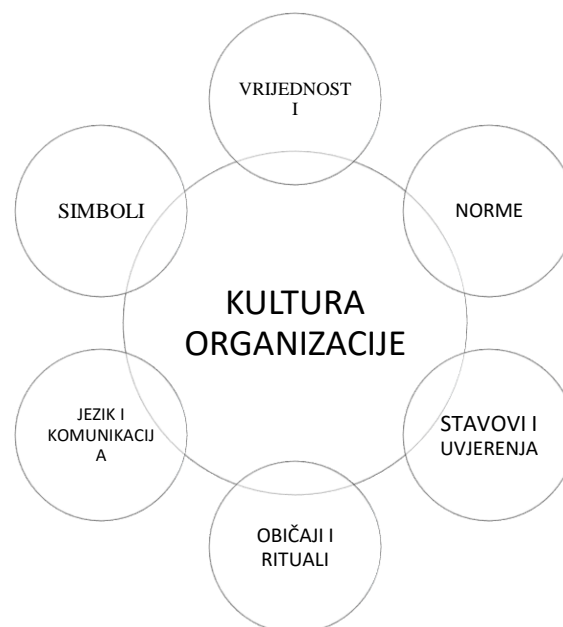 VRIJEDNOST
I
SIMBOLI
NORME
KULTURA
ORGANIZACIJE
JEZIK I
KOMUNIKACIJ
A
STAVOVI I
UVJERENJA
OBIČAJI I
RITUALI